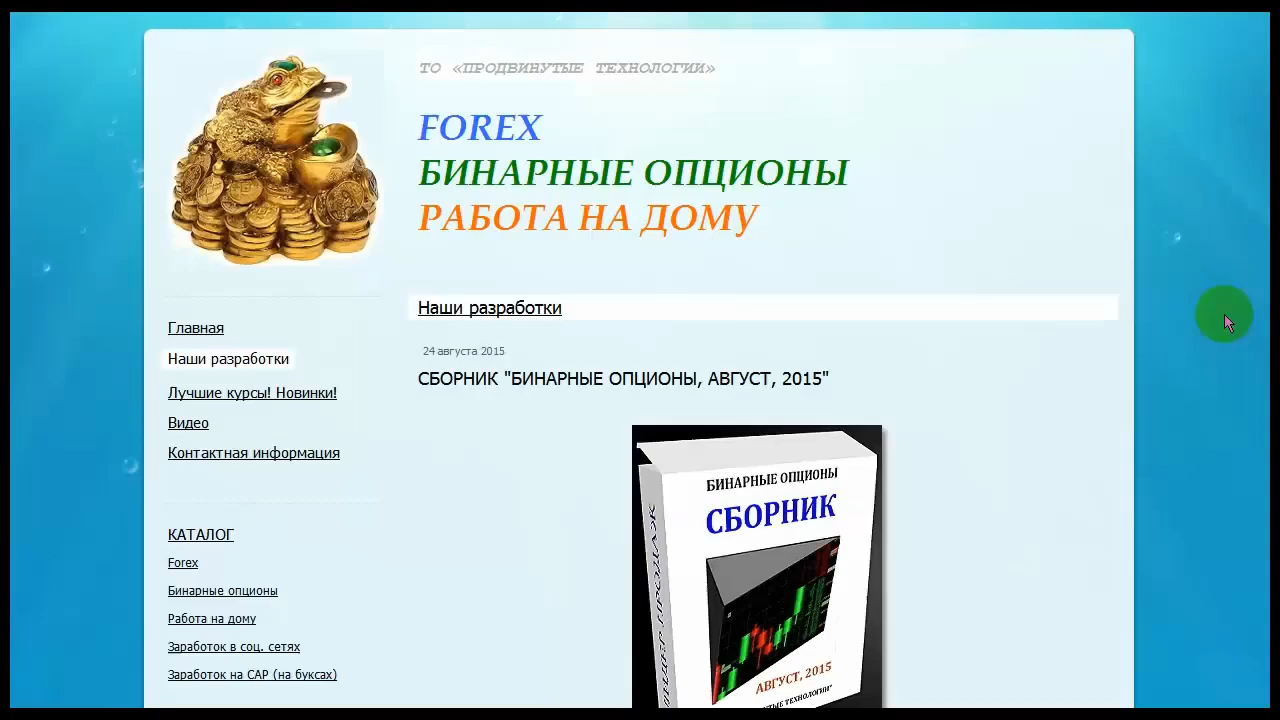 ТО «ПРОДВИНУТЫЕ ТЕХНОЛОГИИ»
FOREX
БИНАРНЫЕ ОПЦИОНЫ
РАБОТА НА ДОМУ
Главная
Наши разработки
Лучшие курсы! Новинки!
Видео
Контактная информация
КАТАЛОГ
Forex
Бинарные опционы
Работа на дому
Заработок в соц. сетях
Заработок на САР (на буксах)
Наши разработки
24 августа 2015
СБОРНИК "БИНАРНЫЕ ОПЦИОНЫ, АВГУСТ, 2015"
БИНАРНЫЕ ОПЦИОНЫ
СБОРНИК
АВГУСТ, 2015